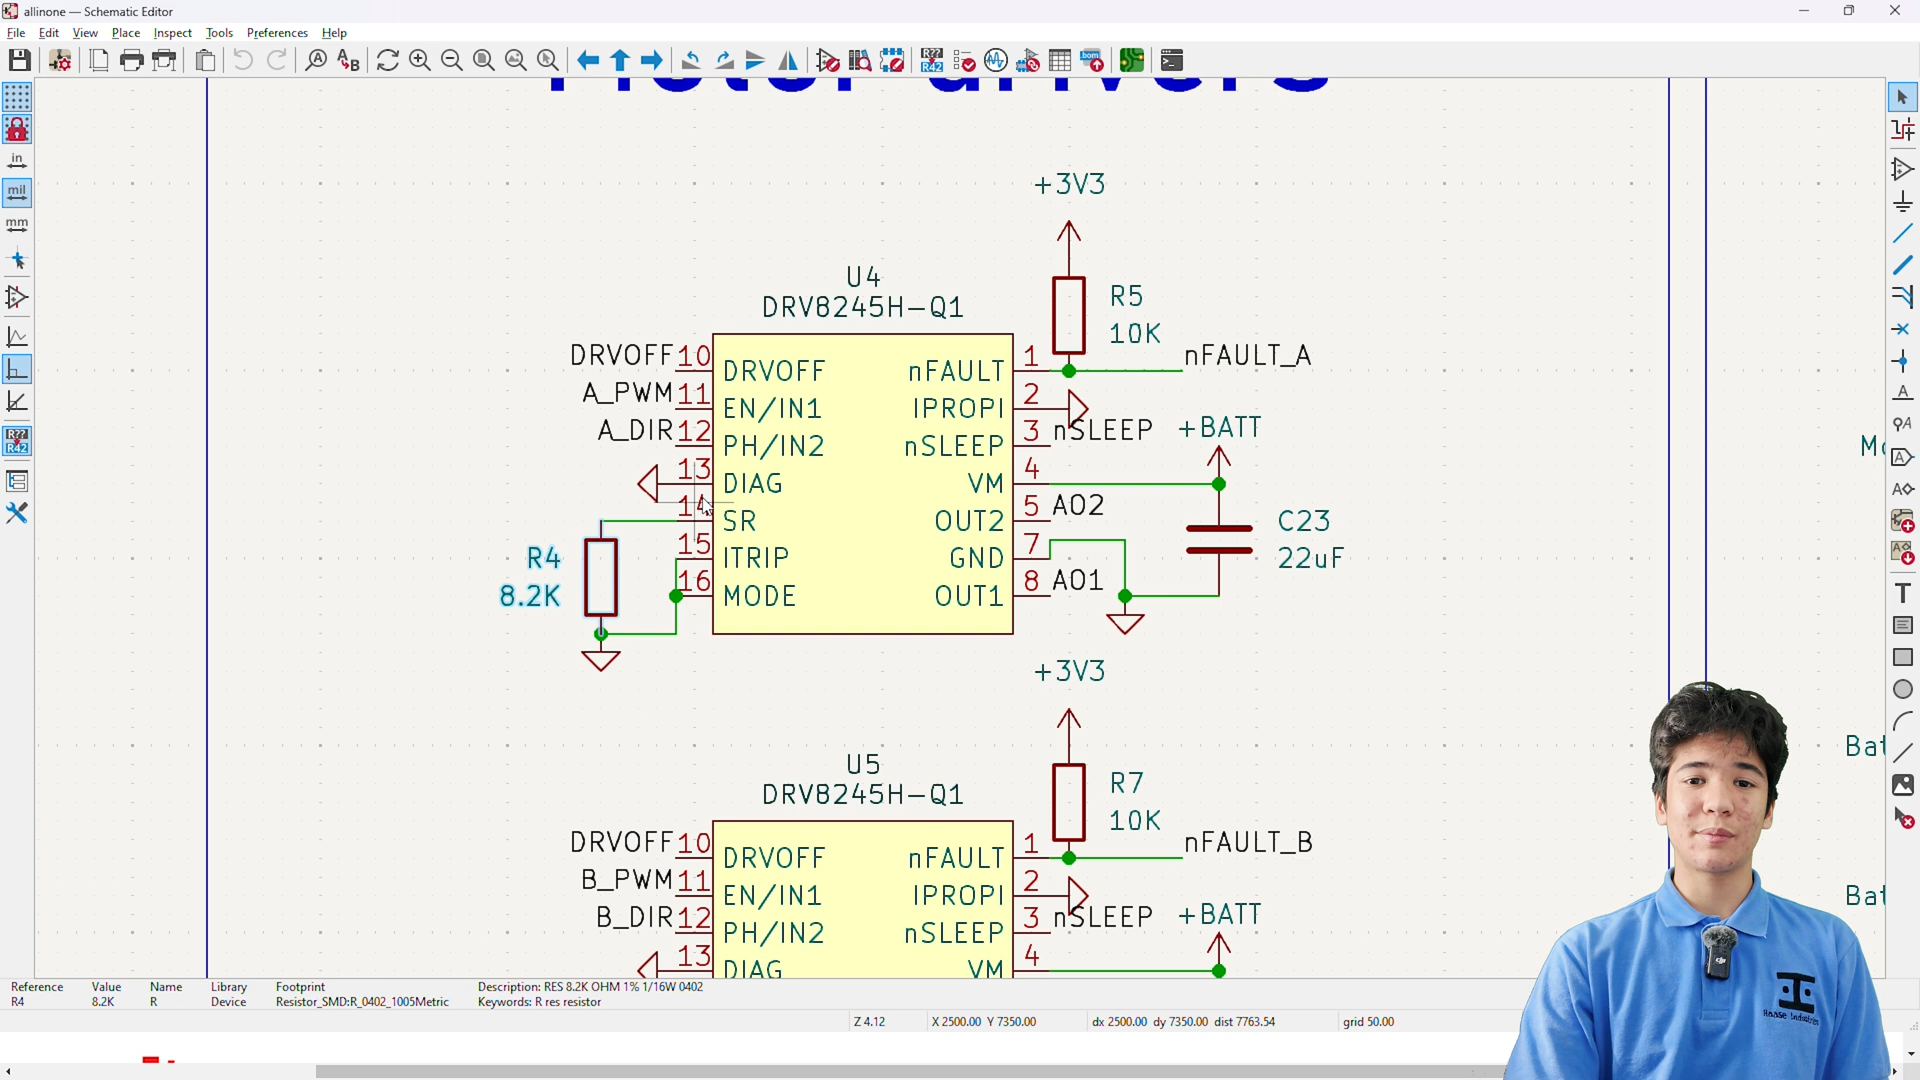 allinone — Schematic Editor
File Edit View Place Inspect Tools Preferences Help
in
mil
mm
R??
R42
+3V3
U4
DRV8245H-Q1
R5
10K
DRVOFF 10 DRVOFF nFAULT 1 nFAULT_A
A_PWM 11 EN/IN1 IPROPI 2
A_DIR 12 PH/IN2 nSLEEP 3 nSLEEP +BATT
13 DIAG VM 4
14 SR OUT2 5 AO2
C23
22uF
R4
8.2K
15 ITRIP GND 7
16 MODE OUT1 8 AO1
+3V3
U5
DRV8245H-Q1
R7
10K
DRVOFF 10 DRVOFF nFAULT 1 nFAULT_B
B_PWM 11 EN/IN1 IPROPI 2
B_DIR 12 PH/IN2 nSLEEP 3 nSLEEP +BATT
13 DIAG VM 4
Bat
Bat
Reference Value Name Library Footprint Description: RES 8.2K OHM 1% 1/16W 0402
R4 8.2K R Device Resistor_SMD:R_0402_1005Metric Keywords: R res resistor
Z 4.12 X 2500.00 Y 7350.00 dx 2500.00 dy 7350.00 dist 7763.54 grid 50.00
Haase Industries